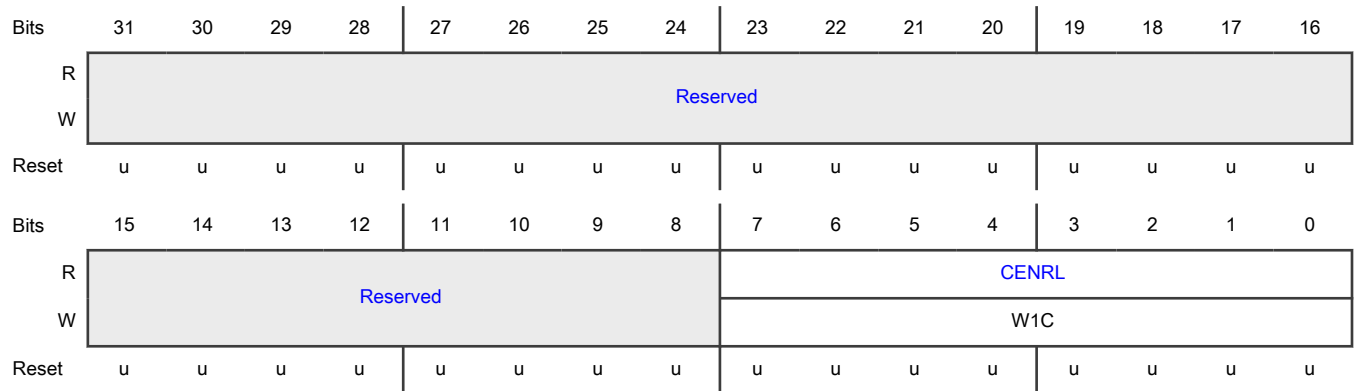 Bits 31 30 29 28 27 26 25 24 23 22 21 20 19 18 17 16
R
Reserved
W
Reset u u u u u u u u u u u u u u u u
Bits 15 14 13 12 11 10 9 8 7 6 5 4 3 2 1 0
R CENRL
Reserved
W W1C
Reset u u u u u u u u u u u u u u u u